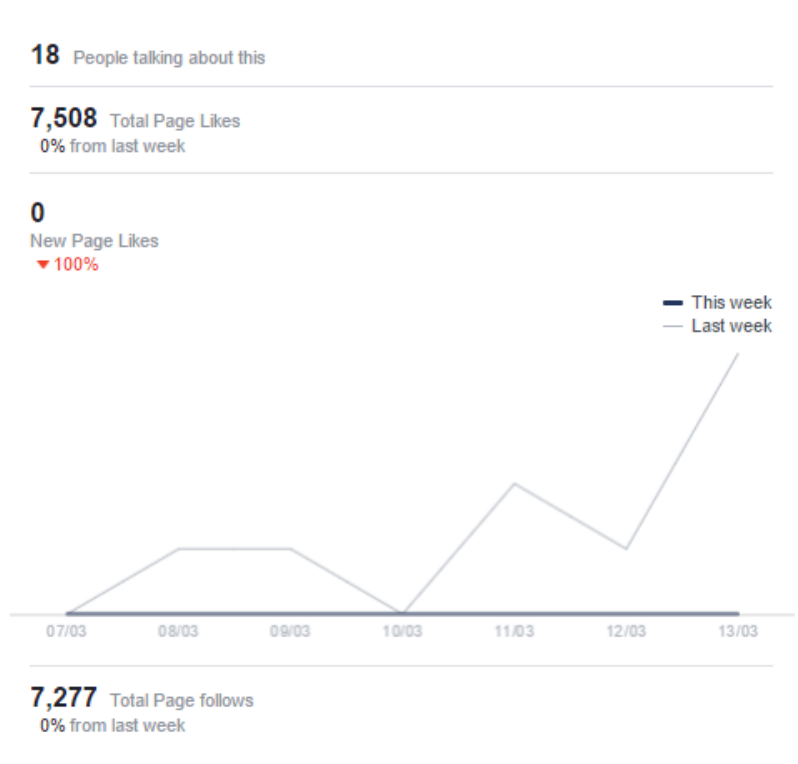 18 People talking about this
7,508 Total Page Likes
0% from last week
0
New Page Likes
100%
This week
Last week
07/03 08/03 09/03 10/03 11/03 12/03 13/03
7,277 Total Page follows
0% from last week